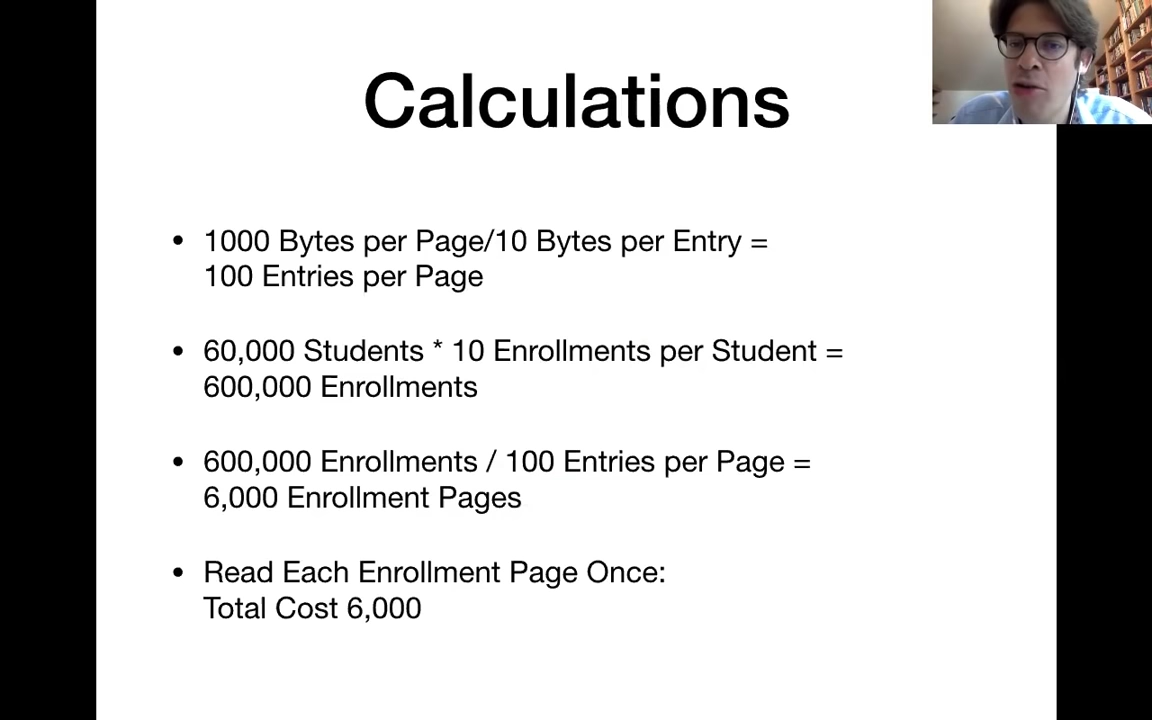 Calculations
• 1000 Bytes per Page/10 Bytes per Entry =
100 Entries per Page
• 60,000 Students * 10 Enrollments per Student =
600,000 Enrollments
• 600,000 Enrollments / 100 Entries per Page =
6,000 Enrollment Pages
• Read Each Enrollment Page Once:
Total Cost 6,000